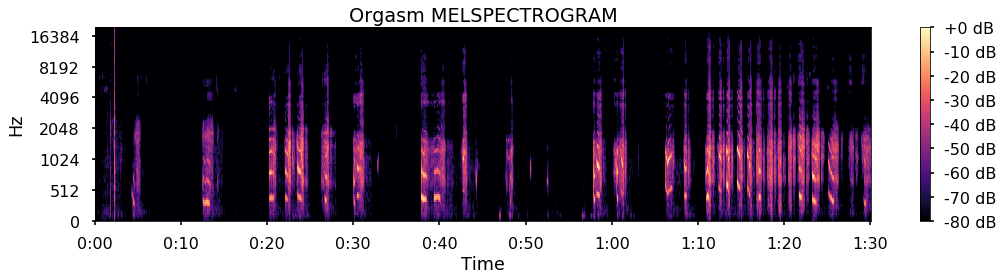 Orgasm MELSPECTROGRAM
Hz
16384
8192
4096
2048
1024
512
0
0:00 0:10 0:20 0:30 0:40 0:50 1:00 1:10 1:20 1:30
Time
+0 dB
-10 dB
-20 dB
-30 dB
-40 dB
-50 dB
-60 dB
-70 dB
-80 dB